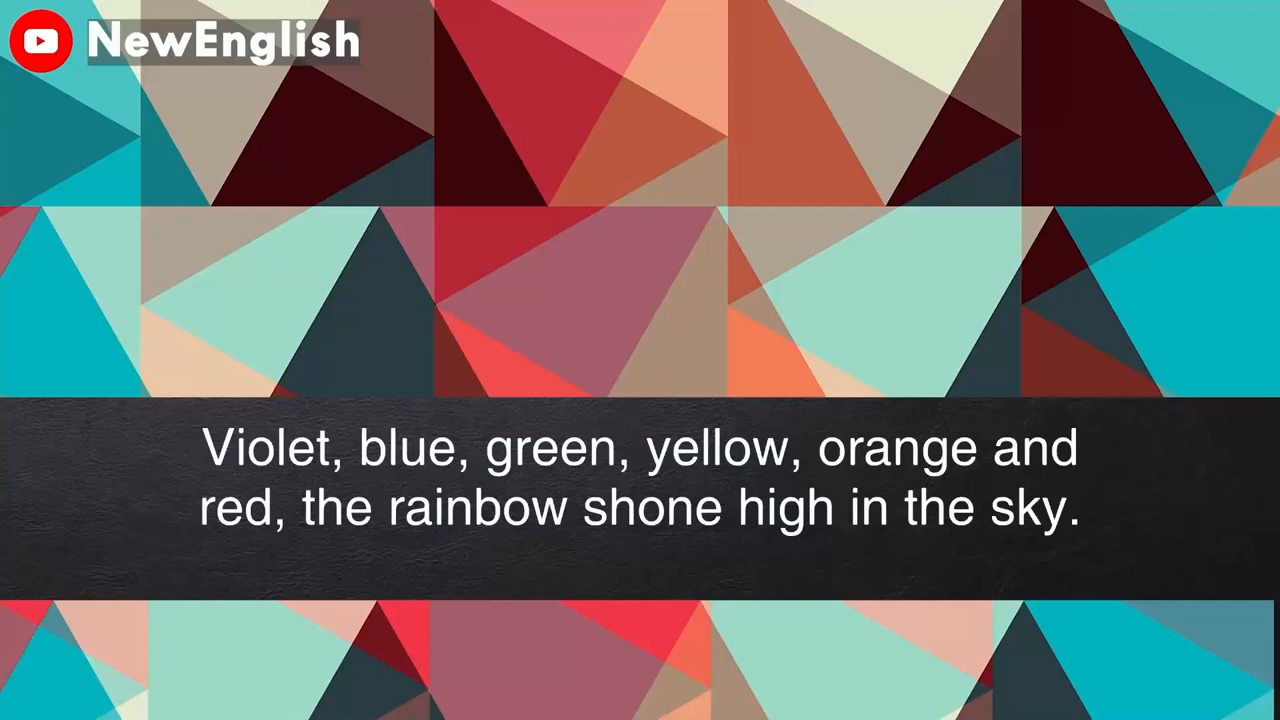 NewEnglish
Violet, blue, green, yellow, orange and
red, the rainbow shone high in the sky.